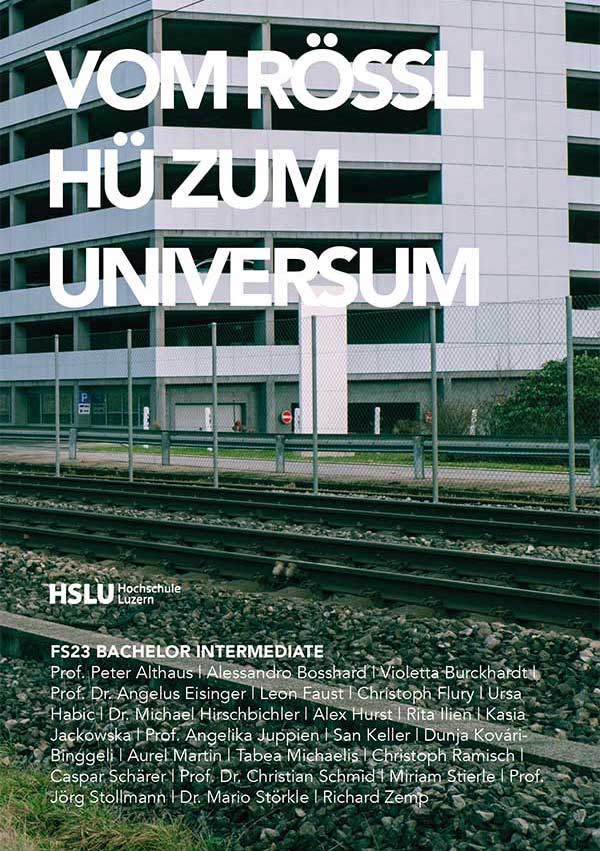 VOM RÖSSLI
HÜ ZUM
UNIVERSUM
P
HSLU Hochschule
Luzern
FS23 BACHELOR INTERMEDIATE
Prof. Peter Althaus | Alessandro Bosshard | Violetta Burckhardt |
Prof. Dr. Angelus Eisinger | Leon Faust | Christoph Flury | Ursa
Habic | Dr. Michael Hirschbichler | Alex Hurst | Rita Ilien | Kasia
Jackowska | Prof. Angelika Juppien | San Keller | Dunja Kovári-
Binggeli | Aurel Martin | Tabea Michaelis | Christoph Ramisch |
Caspar Schärer | Prof. Dr. Christian Schmid | Miriam Stierle | Prof.
Jörg Stollmann | Dr. Mario Störkle | Richard Zemp